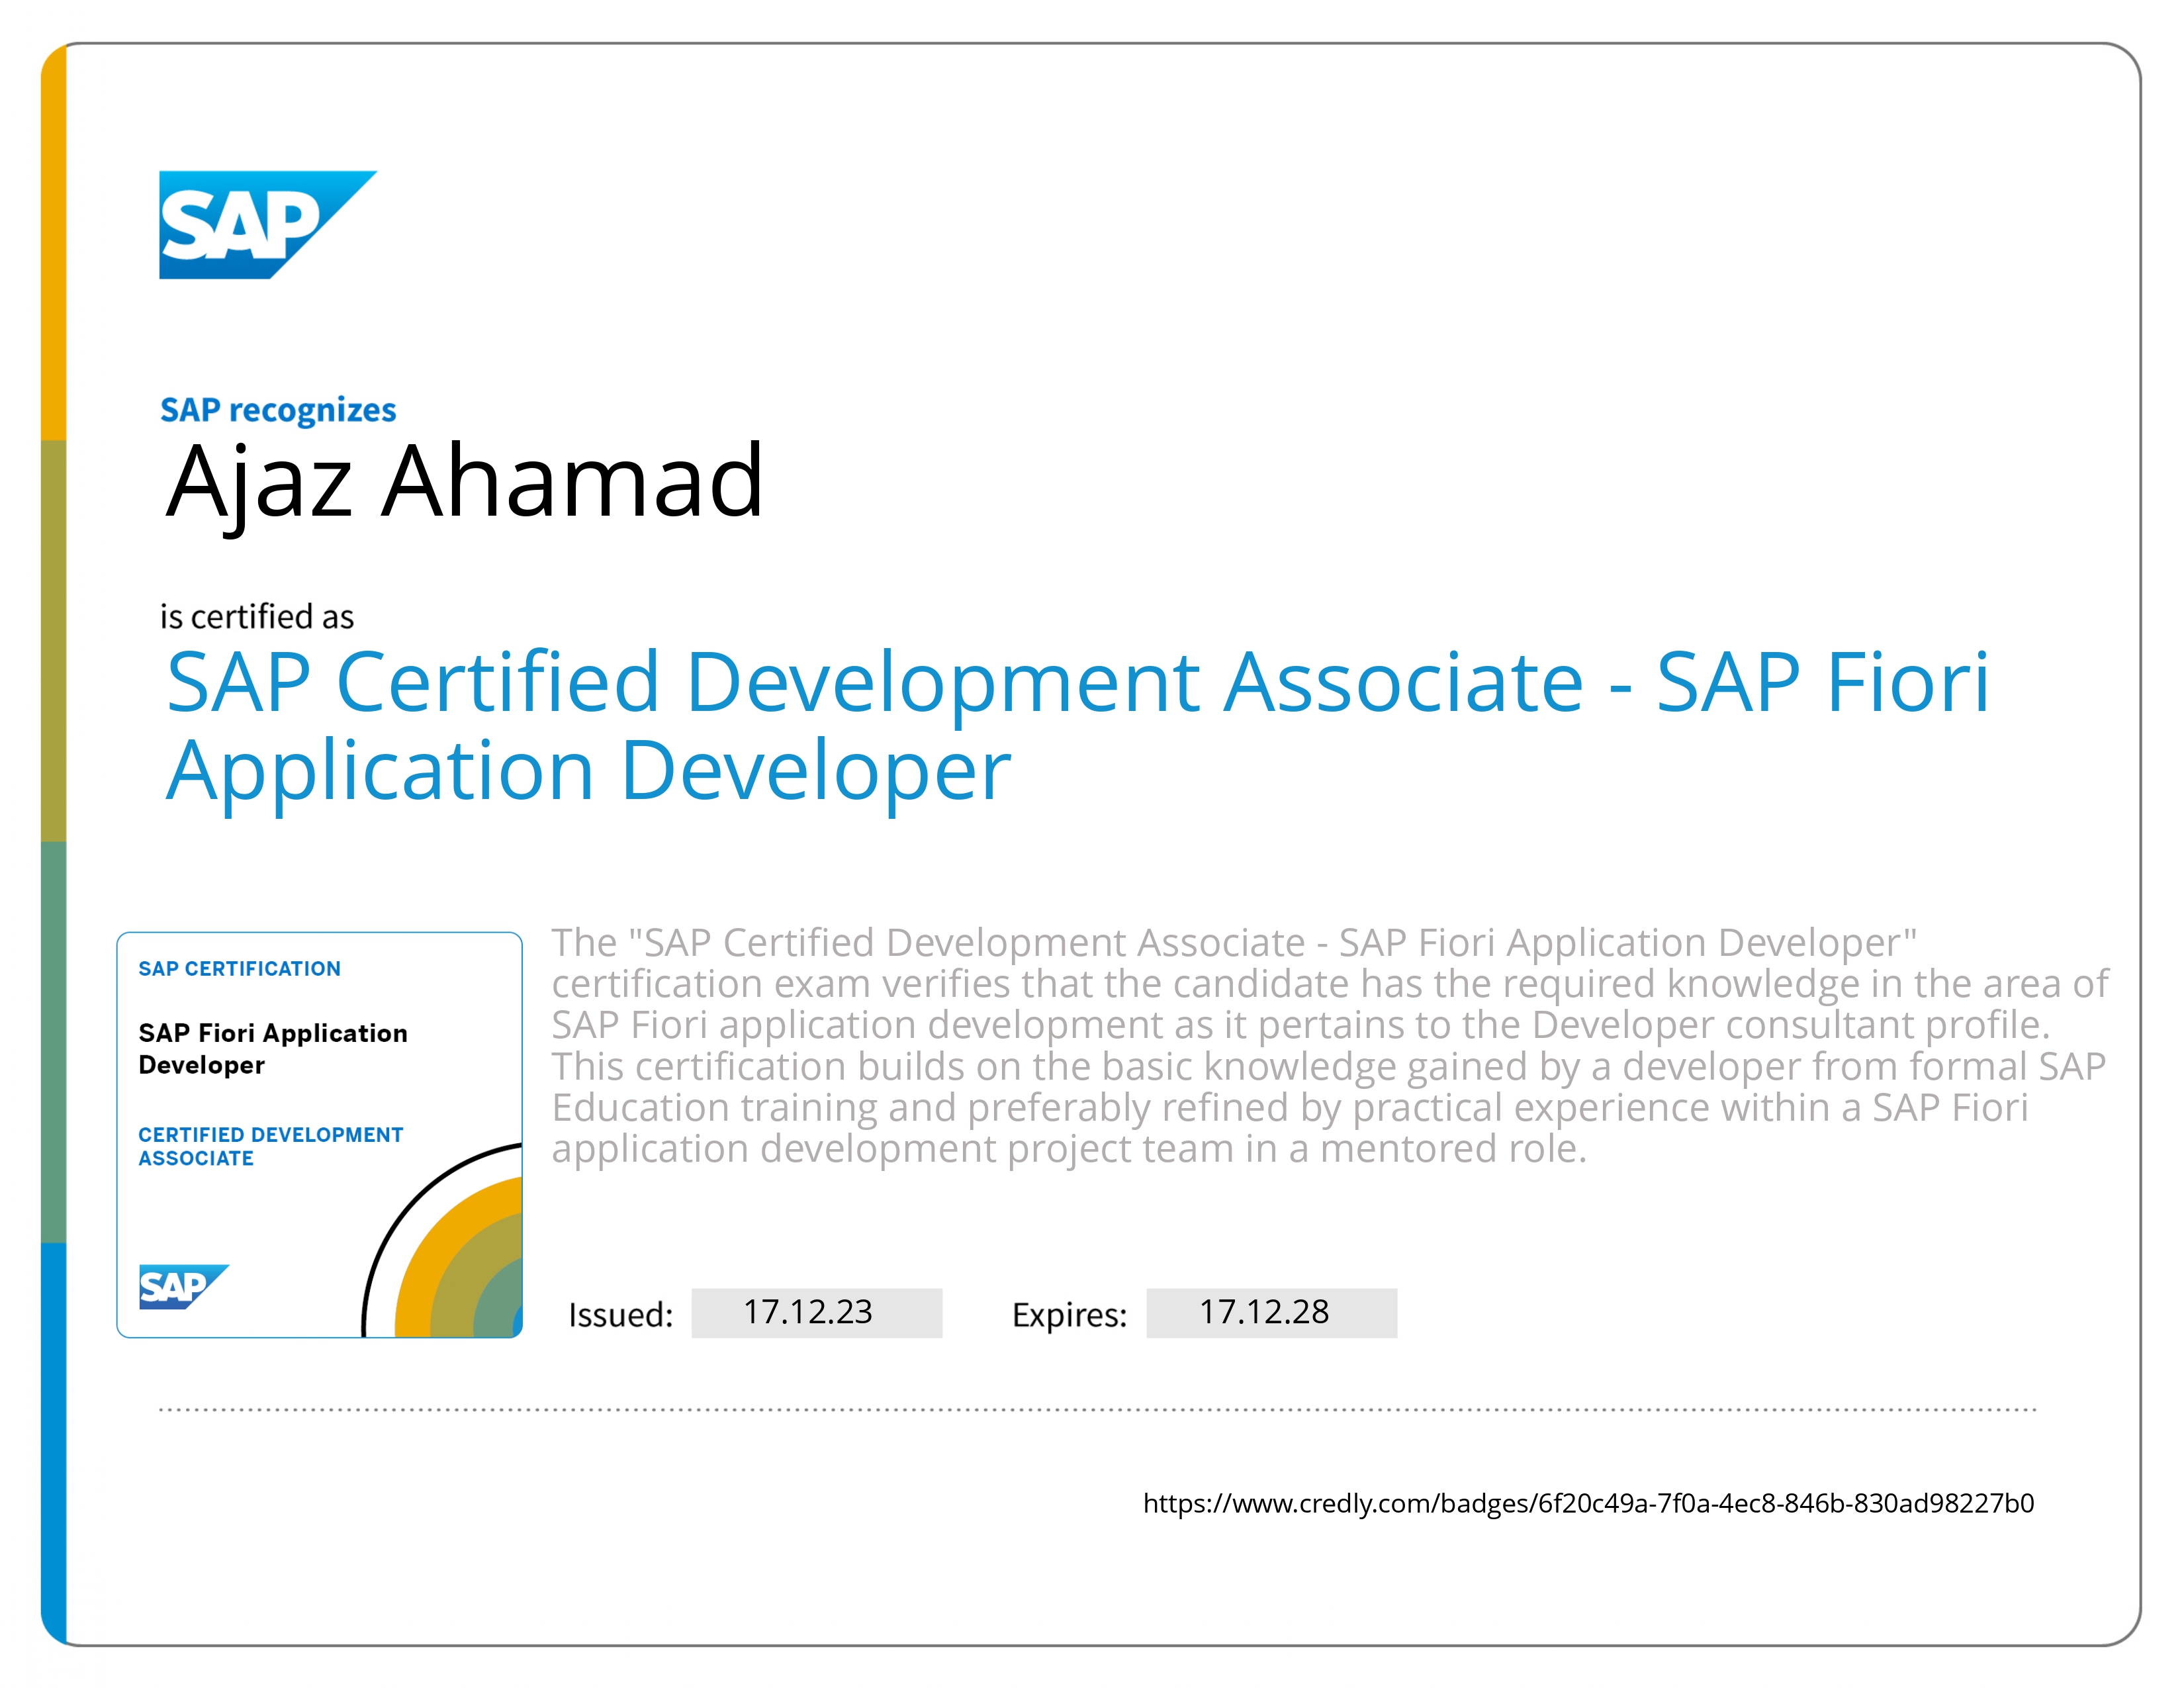 SAP
SAP recognizes
Ajaz Ahamad
is certified as
SAP Certified Development Associate - SAP Fiori
Application Developer
SAP CERTIFICATION
SAP Fiori Application
Developer
CERTIFIED DEVELOPMENT
ASSOCIATE
SAP
The "SAP Certified Development Associate - SAP Fiori Application Developer"
certification exam verifies that the candidate has the required knowledge in the area of
SAP Fiori application development as it pertains to the Developer consultant profile.
This certification builds on the basic knowledge gained by a developer from formal SAP
Education training and preferably refined by practical experience within a SAP Fiori
application development project team in a mentored role.
Issued: 17.12.23 Expires: 17.12.28
https://www.credly.com/badges/6f20c49a-7f0a-4ec8-846b-830ad98227b0